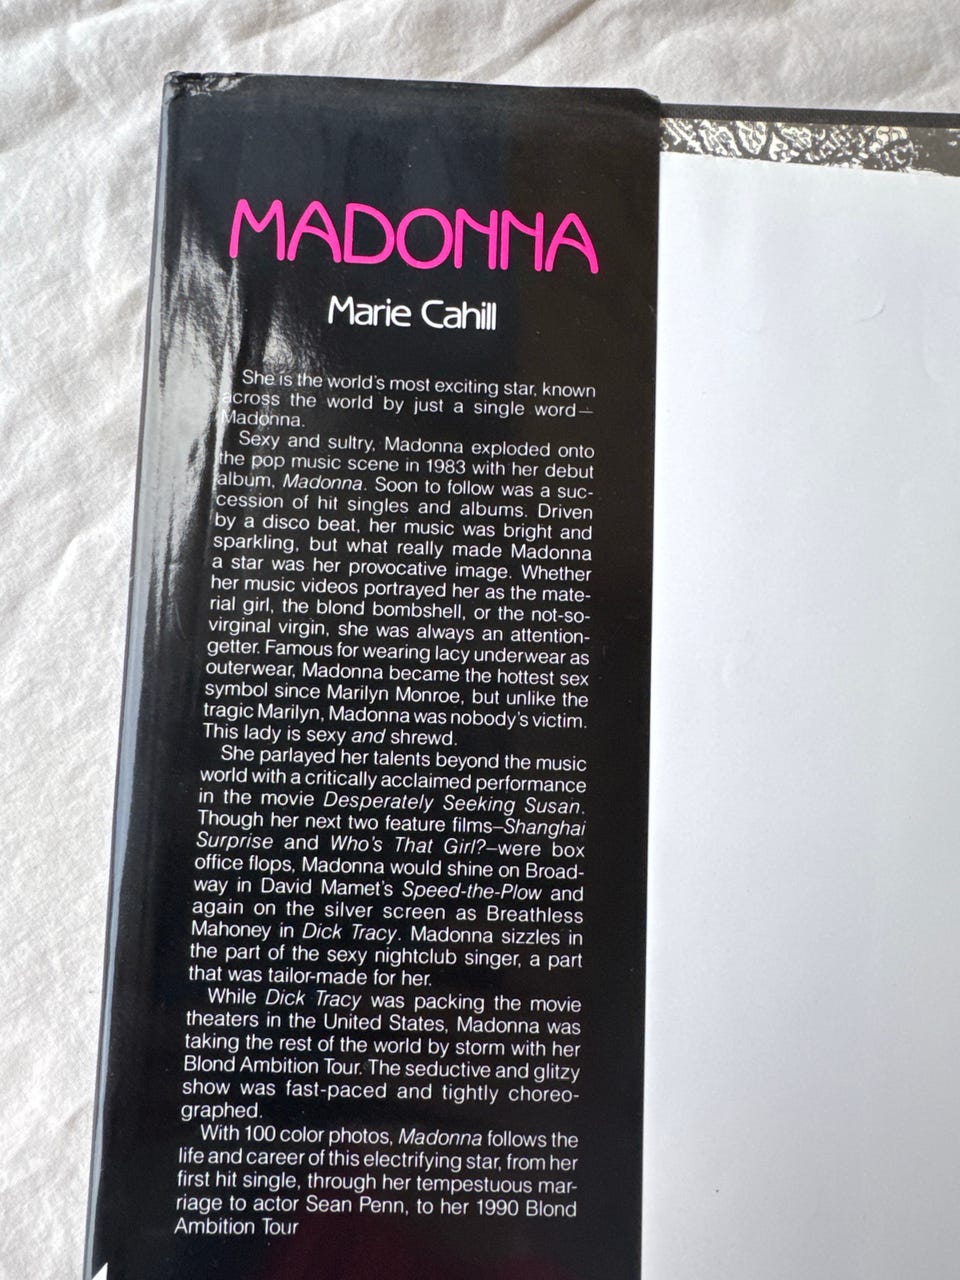 MADONNA
Marie Cahill
She is the world's most exciting star, known
across the world by just a single word—
Madonna.
Sexy and sultry, Madonna exploded onto
the pop music scene in 1983 with her debut
album, Madonna. Soon to follow was a suc-
cession of hit singles and albums. Driven
by a disco beat, her music was bright and
sparkling, but what really made Madonna
a star was her provocative image. Whether
her music videos portrayed her as the mate-
rial girl, the blond bombshell, or the not-so-
virginal virgin, she was always an attention-
getter. Famous for wearing lacy underwear as
outerwear, Madonna became the hottest sex
symbol since Marilyn Monroe, but unlike the
tragic Marilyn, Madonna was nobody's victim.
This lady is sexy and shrewd.
She parlayed her talents beyond the music
world with a critically acclaimed performance
in the movie Desperately Seeking Susan.
Though her next two feature films—Shanghai
Surprise and Who's That Girl?—were box
office flops, Madonna would shine on Broad-
way in David Mamet's Speed-the-Plow and
again on the silver screen as Breathless
Mahoney in Dick Tracy. Madonna sizzles in
the part of the sexy nightclub singer, a part
that was tailor-made for her.
While Dick Tracy was packing the movie
theaters in the United States, Madonna was
taking the rest of the world by storm with her
Blond Ambition Tour. The seductive and glitzy
show was fast-paced and tightly choreo-
graphed.
With 100 color photos, Madonna follows the
life and career of this electrifying star, from her
first hit single, through her tempestuous mar-
riage to actor Sean Penn, to her 1990 Blond
Ambition Tour